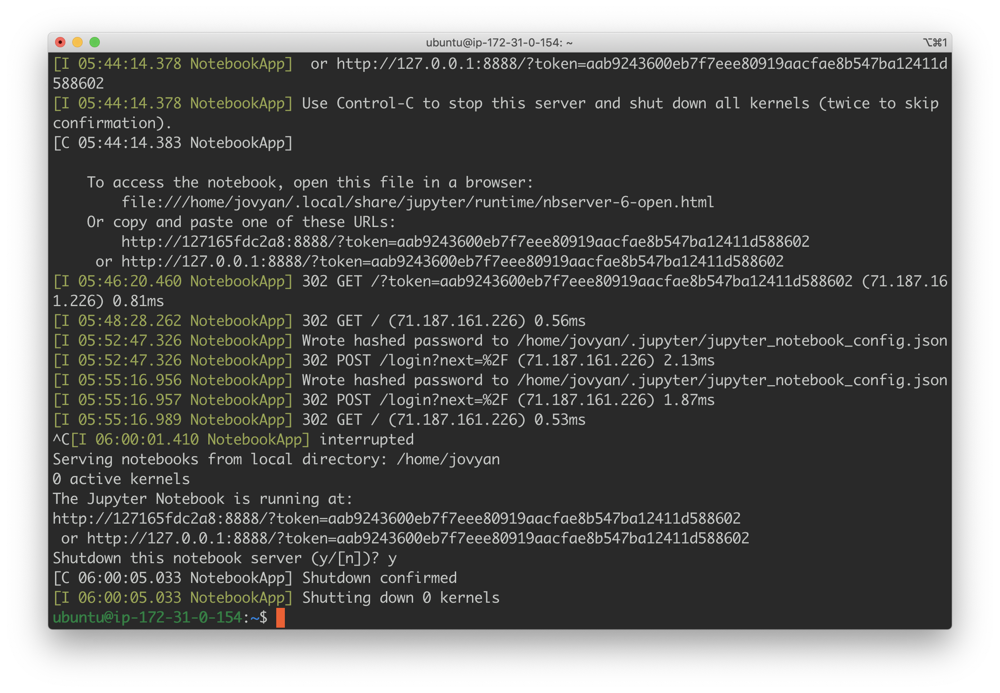 ubuntu@ip-172-31-0-154: ~
⌥⌘1
[I 05:44:14.378 NotebookApp]  or http://127.0.0.1:8888/?token=aab9243600eb7f7eee80919aacfae8b547ba12411d
588602
[I 05:44:14.378 NotebookApp] Use Control-C to stop this server and shut down all kernels (twice to skip
confirmation).
[C 05:44:14.383 NotebookApp]
    To access the notebook, open this file in a browser:
        file:///home/jovyan/.local/share/jupyter/runtime/nbserver-6-open.html
    Or copy and paste one of these URLs:
        http://127165fdc2a8:8888/?token=aab9243600eb7f7eee80919aacfae8b547ba12411d588602
     or http://127.0.0.1:8888/?token=aab9243600eb7f7eee80919aacfae8b547ba12411d588602
[I 05:46:20.460 NotebookApp] 302 GET /?token=aab9243600eb7f7eee80919aacfae8b547ba12411d588602 (71.187.16
1.226) 0.81ms
[I 05:48:28.262 NotebookApp] 302 GET / (71.187.161.226) 0.56ms
[I 05:52:47.326 NotebookApp] Wrote hashed password to /home/jovyan/.jupyter/jupyter_notebook_config.json
[I 05:52:47.326 NotebookApp] 302 POST /login?next=%2F (71.187.161.226) 2.13ms
[I 05:55:16.956 NotebookApp] Wrote hashed password to /home/jovyan/.jupyter/jupyter_notebook_config.json
[I 05:55:16.957 NotebookApp] 302 POST /login?next=%2F (71.187.161.226) 1.87ms
[I 05:55:16.989 NotebookApp] 302 GET / (71.187.161.226) 0.53ms
^C[I 06:00:01.410 NotebookApp] interrupted
Serving notebooks from local directory: /home/jovyan
0 active kernels
The Jupyter Notebook is running at:
http://127165fdc2a8:8888/?token=aab9243600eb7f7eee80919aacfae8b547ba12411d588602
 or http://127.0.0.1:8888/?token=aab9243600eb7f7eee80919aacfae8b547ba12411d588602
Shutdown this notebook server (y/[n])? y
[C 06:00:05.033 NotebookApp] Shutdown confirmed
[I 06:00:05.033 NotebookApp] Shutting down 0 kernels
ubuntu@ip-172-31-0-154:~$